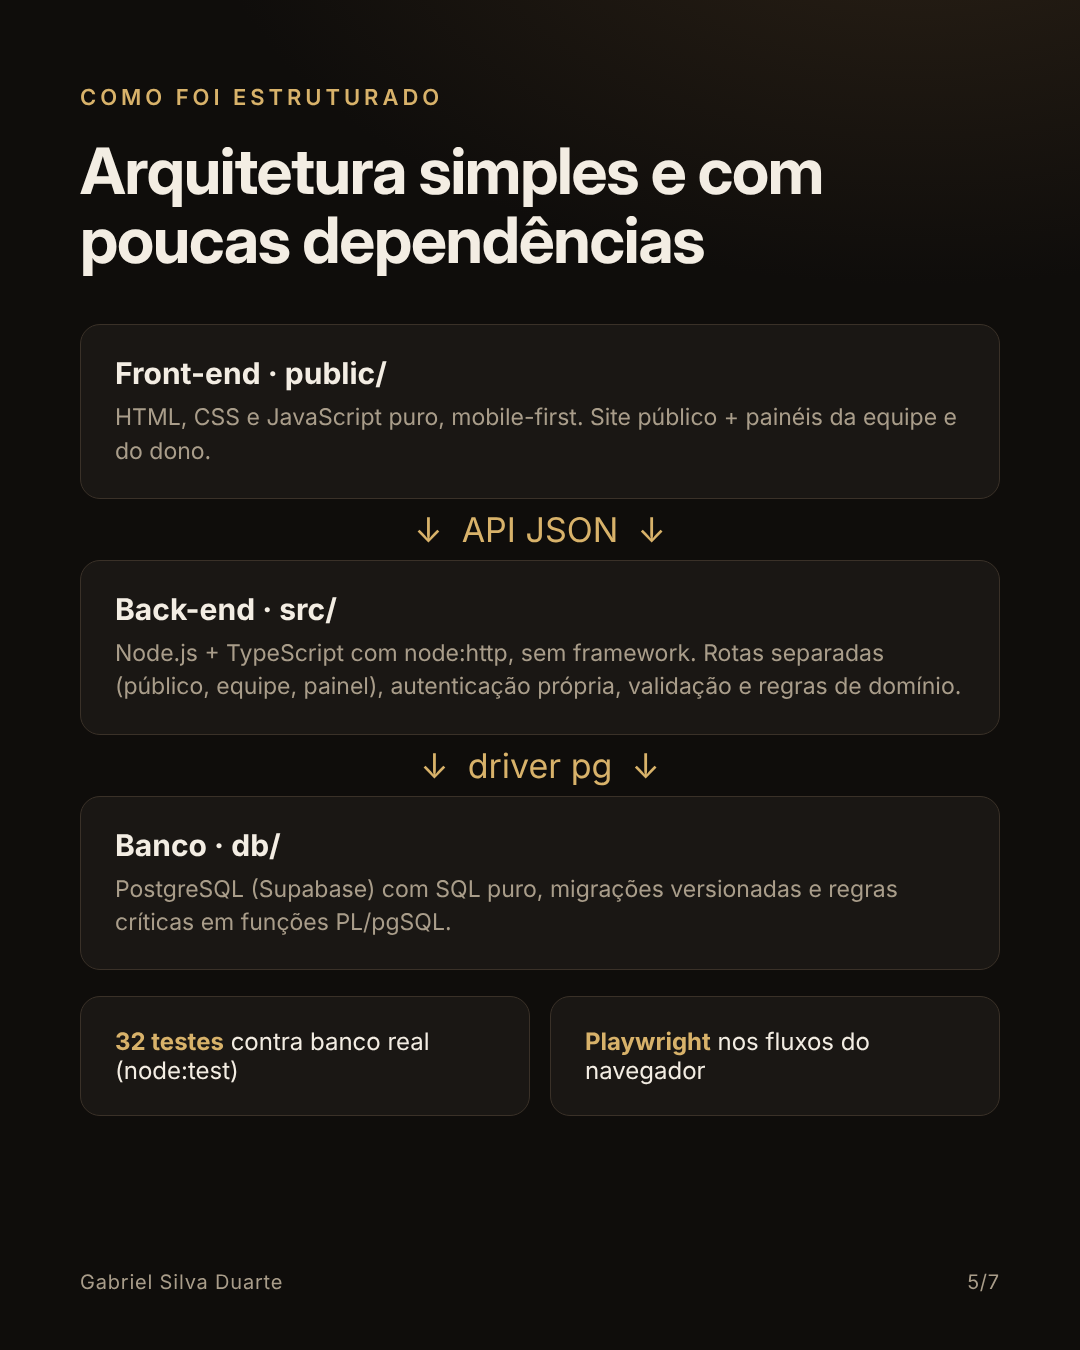 COMO FOI ESTRUTURADO
Arquitetura simples e com
poucas dependências
Front-end · public/
HTML, CSS e JavaScript puro, mobile-first. Site público + painéis da equipe e
do dono.
↓ API JSON ↓
Back-end · src/
Node.js + TypeScript com node:http, sem framework. Rotas separadas
(público, equipe, painel), autenticação própria, validação e regras de domínio.
↓ driver pg ↓
Banco · db/
PostgreSQL (Supabase) com SQL puro, migrações versionadas e regras
críticas em funções PL/pgSQL.
32 testes contra banco real
(node:test)
Playwright nos fluxos do
navegador
Gabriel Silva Duarte
5/7